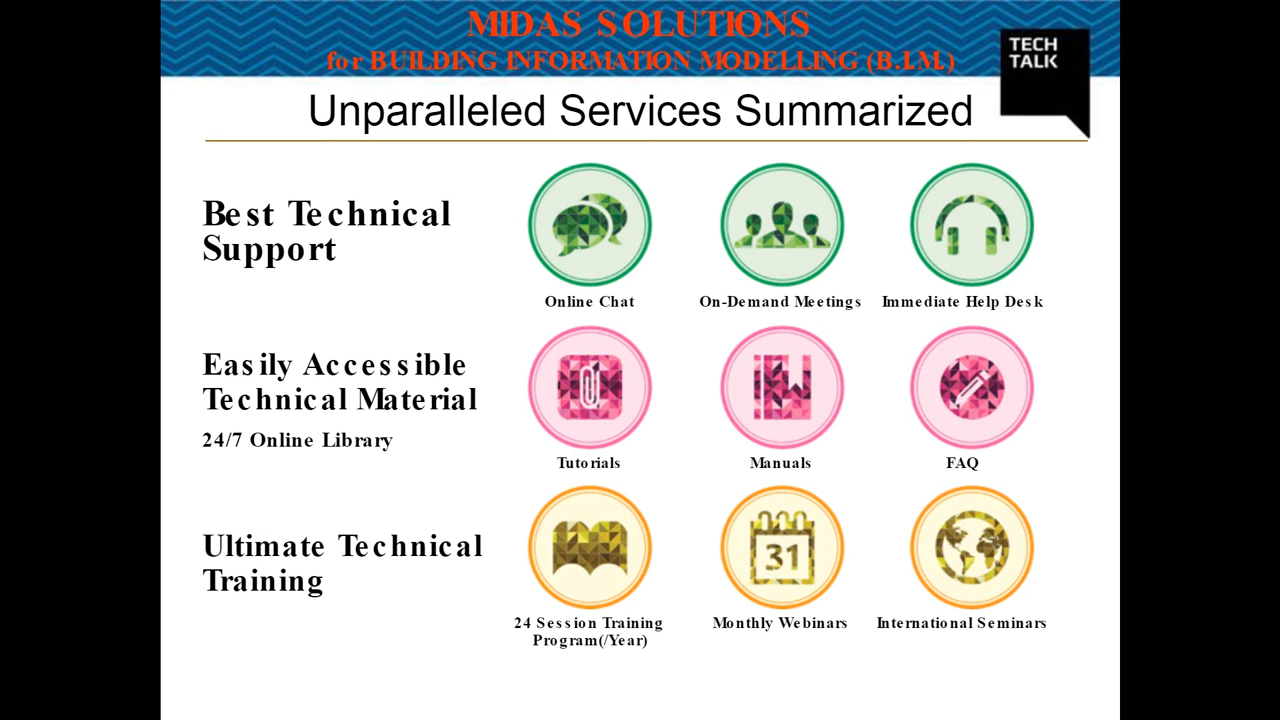 MIDAS SOLUTIONS
for BUILDING INFORMATION MODELLING (B.I.M.)
TECH
TALK
Unparalleled Services Summarized
Best Technical
Support
Online Chat
On-Demand Meetings
Immediate Help Desk
Easily Accessible
Technical Material
24/7 Online Library
Tutorials
Manuals
FAQ
Ultimate Technical
Training
31
24 Session Training
Program(/Year)
Monthly Webinars
International Seminars